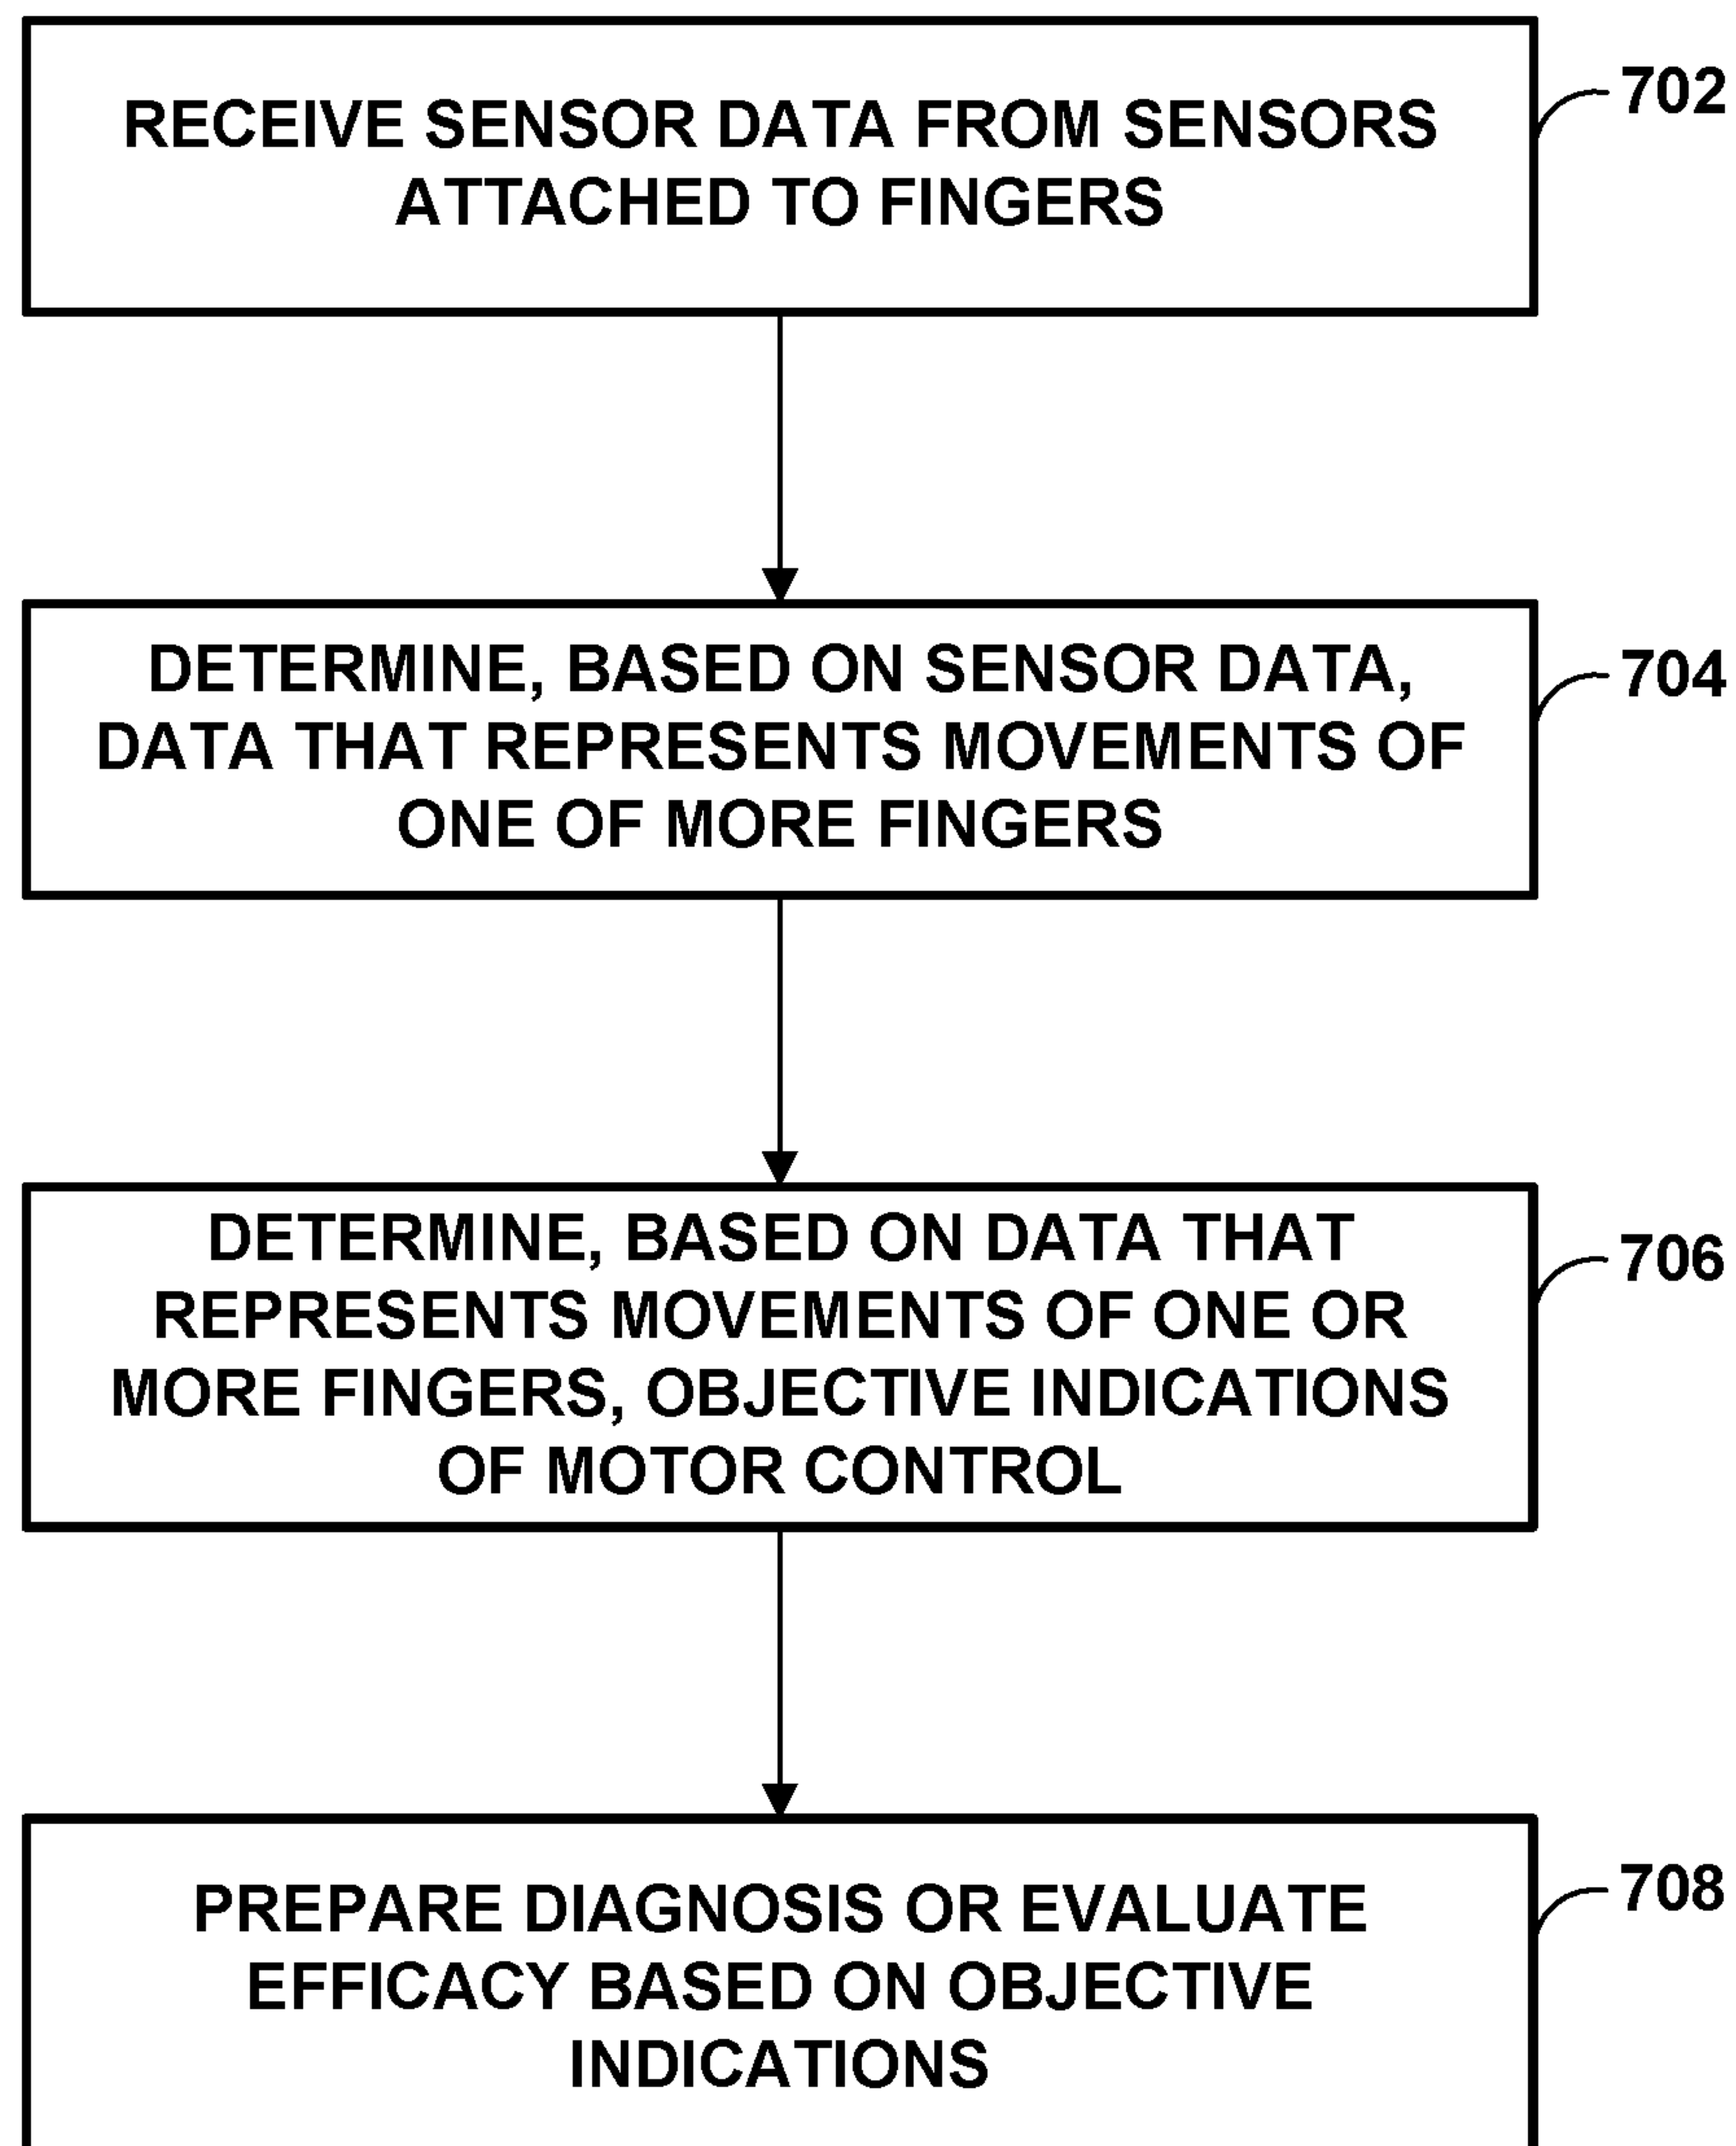 RECEIVE SENSOR DATA FROM SENSORS
ATTACHED TO FINGERS
702
DETERMINE, BASED ON SENSOR DATA,
DATA THAT REPRESENTS MOVEMENTS OF
ONE OF MORE FINGERS
704
DETERMINE, BASED ON DATA THAT
REPRESENTS MOVEMENTS OF ONE OR
MORE FINGERS, OBJECTIVE INDICATIONS
OF MOTOR CONTROL
706
PREPARE DIAGNOSIS OR EVALUATE
EFFICACY BASED ON OBJECTIVE
INDICATIONS
708